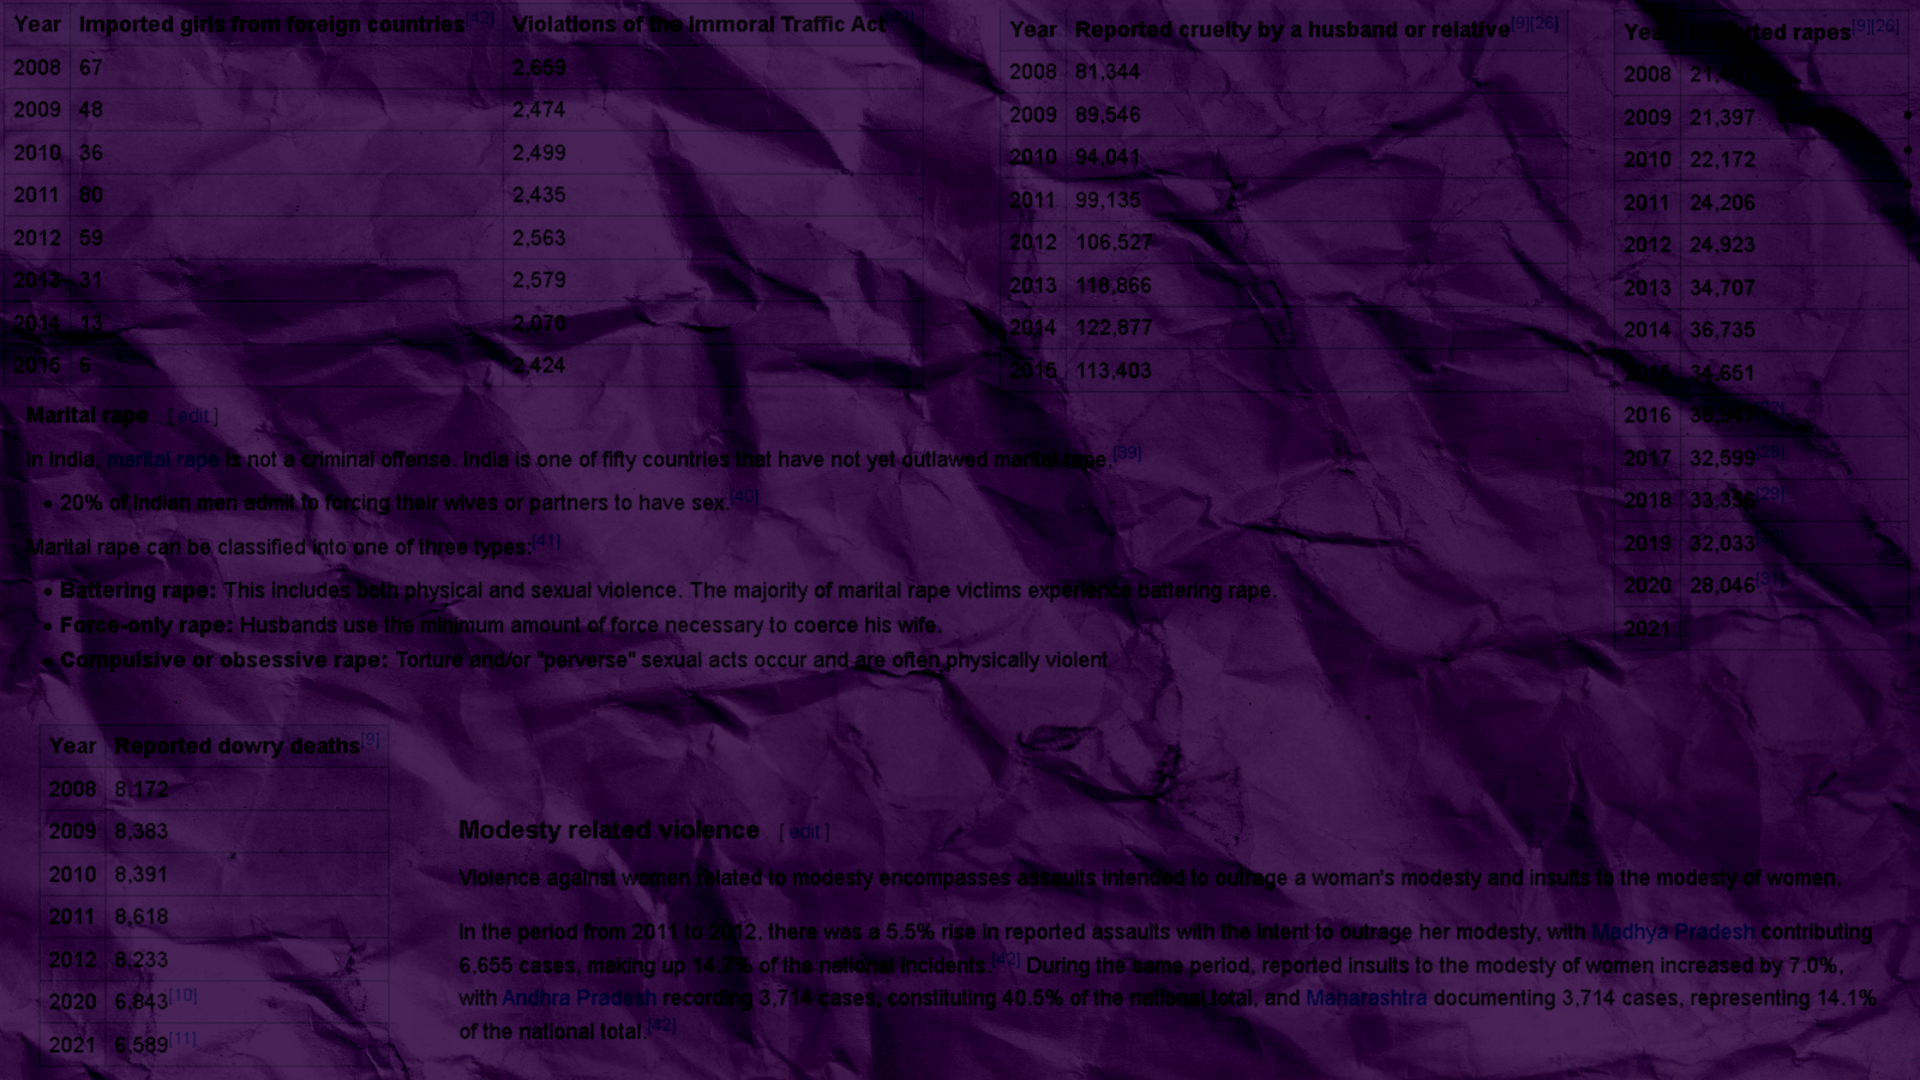 Year Imported girls from foreign countries[42] Violations of the Immoral Traffic Act[42]
2008 67 2,659
2009 48 2,474
2010 36 2,499
2011 80 2,435
2012 59 2,563
2013 31 2,579
2014 13 2,070
2015 6 2,424
Year Reported cruelty by a husband or relative[9][26]
2008 81,344
2009 89,546
2010 94,041
2011 99,135
2012 106,527
2013 118,866
2014 122,877
2015 113,403
Year rapes[9][26]
2008
2009 21,397
2010 22,172
2011 24,206
2012 24,923
2013 34,707
2014 36,735
2015 34,651
2016
2017 32,599[28]
2018 33,356[29]
2019 32,033
2020 28,046[31]
2021
Marital rape [ edit ]
In India, marital rape is not a criminal offense. India is one of fifty countries that have not yet outlawed marital rape.[39]
• 20% of Indian men admit to forcing their wives or partners to have sex.[40]
Marital rape can be classified into one of three types:[41]
• Battering rape: This includes both physical and sexual violence. The majority of marital rape victims experience battering rape.
• Force-only rape: Husbands use the minimum amount of force necessary to coerce his wife.
• Compulsive or obsessive rape: Torture and/or "perverse" sexual acts occur and are often physically violent
Year Reported dowry deaths[9]
2008 8,172
2009 8,383
2010 8,391
2011 8,618
2012 8,233
2020 6,843[10]
2021 6,589[11]
Modesty related violence [ edit ]
Violence against women related to modesty encompasses assaults intended to outrage a woman's modesty and insults to the modesty of women.
In the period from 2011 to 2012, there was a 5.5% rise in reported assaults with the intent to outrage her modesty, with Madhya Pradesh contributing
6,655 cases, making up 14.7% of the national incidents.[42] During the same period, reported insults to the modesty of women increased by 7.0%,
with Andhra Pradesh recording 3,714 cases, constituting 40.5% of the national total, and Maharashtra documenting 3,714 cases, representing 14.1%
of the national total.[42]